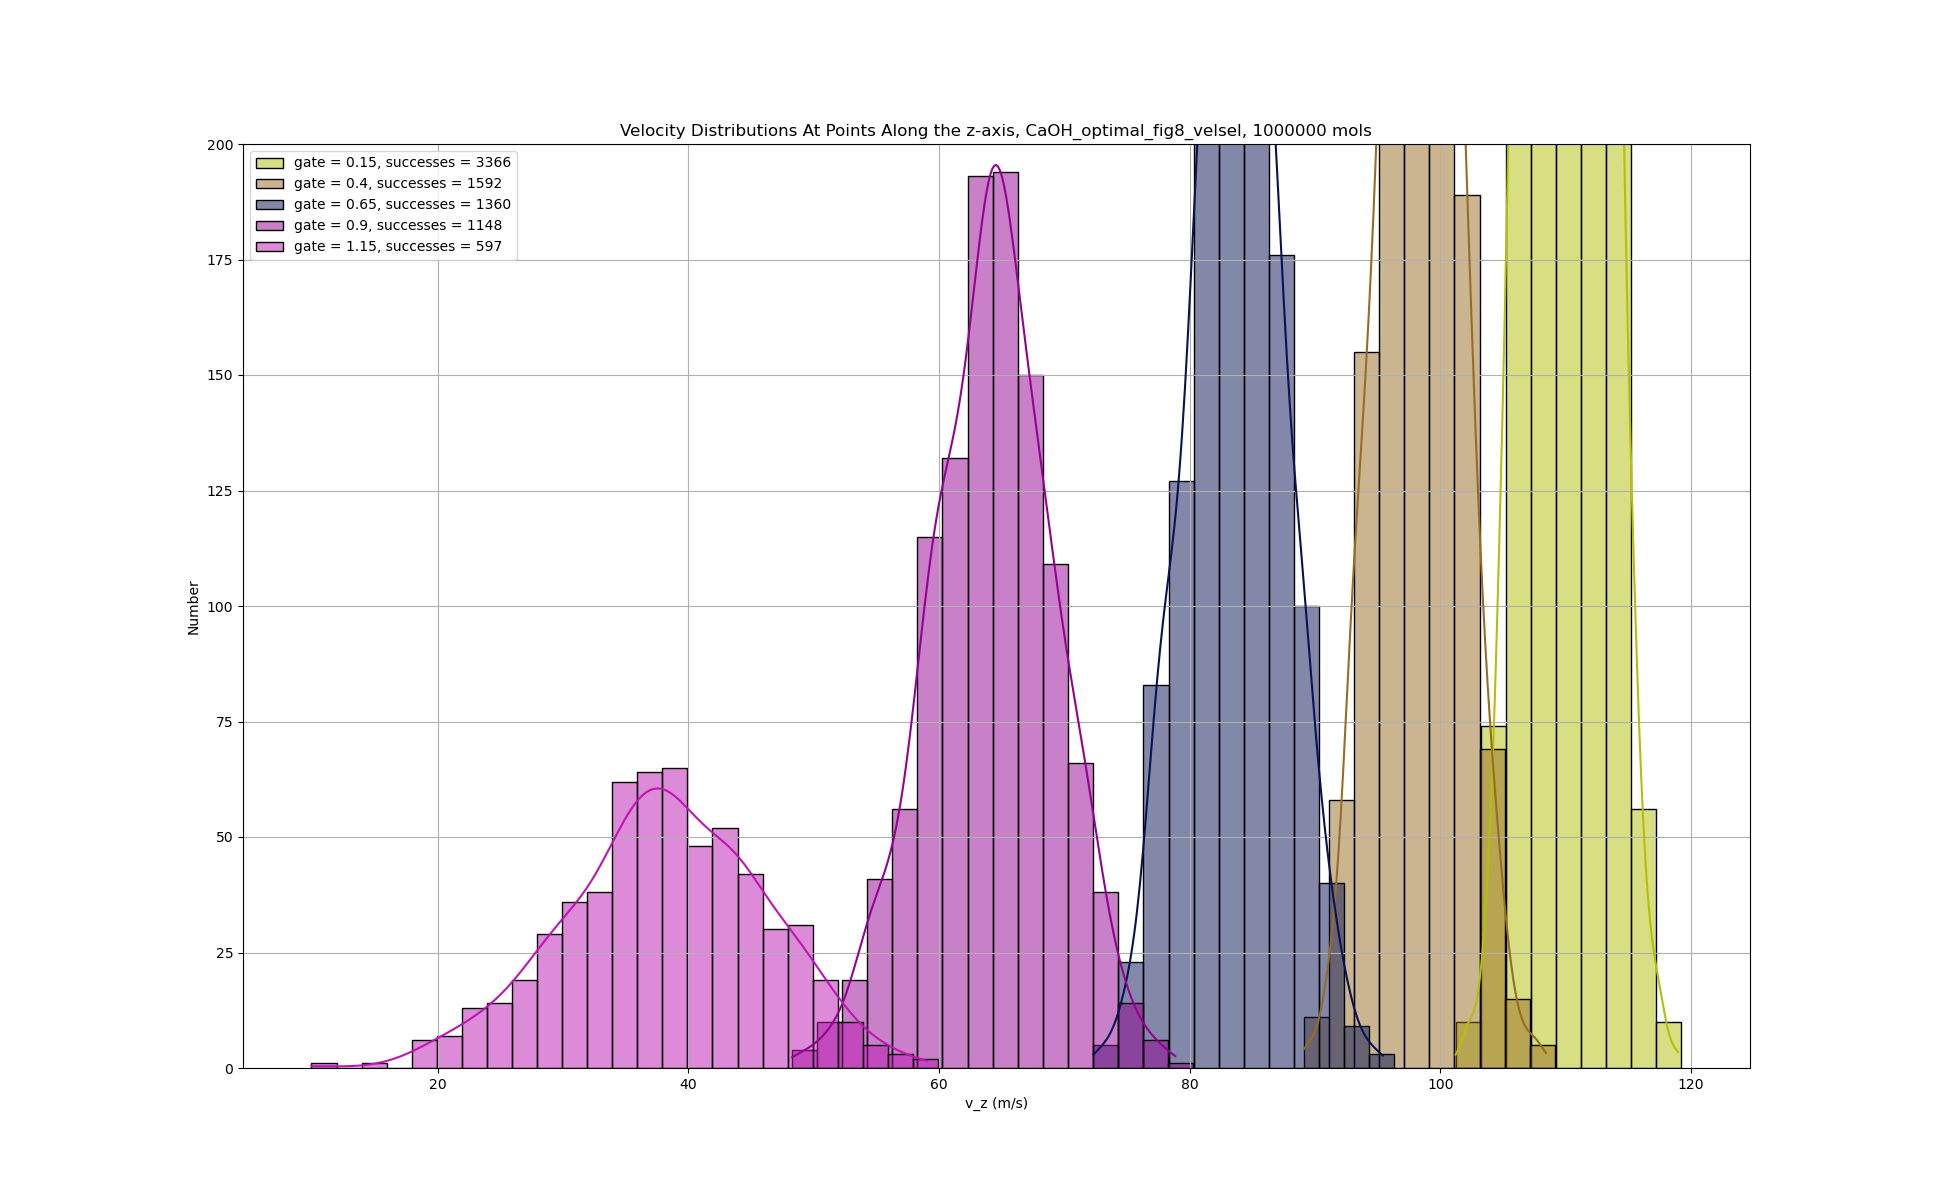 Velocity Distributions At Points Along the z-axis, CaOH_optimal_fig8_velsel, 1000000 mols
gate = 0.15, successes = 3366
gate = 0.4, successes = 1592
gate = 0.65, successes = 1360
gate = 0.9, successes = 1148
gate = 1.15, successes = 597
200
175
150
125
100
75
50
25
0
Number
20 40 60 80 100 120
v_z (m/s)